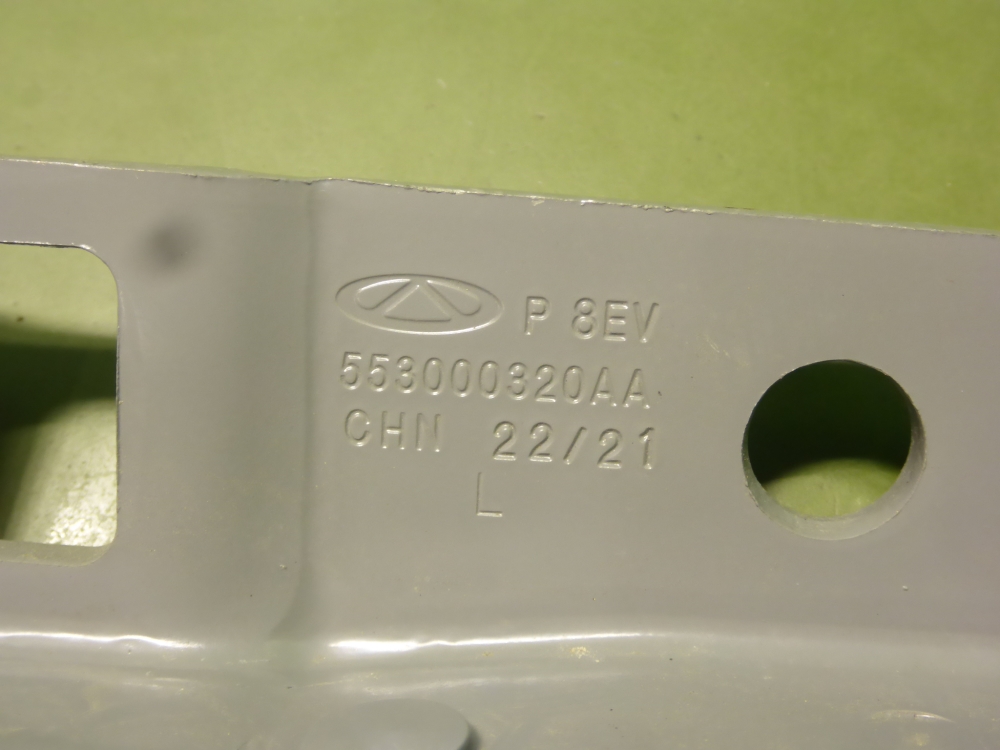 P 8EV
553000320AA
CHN 22/21
L